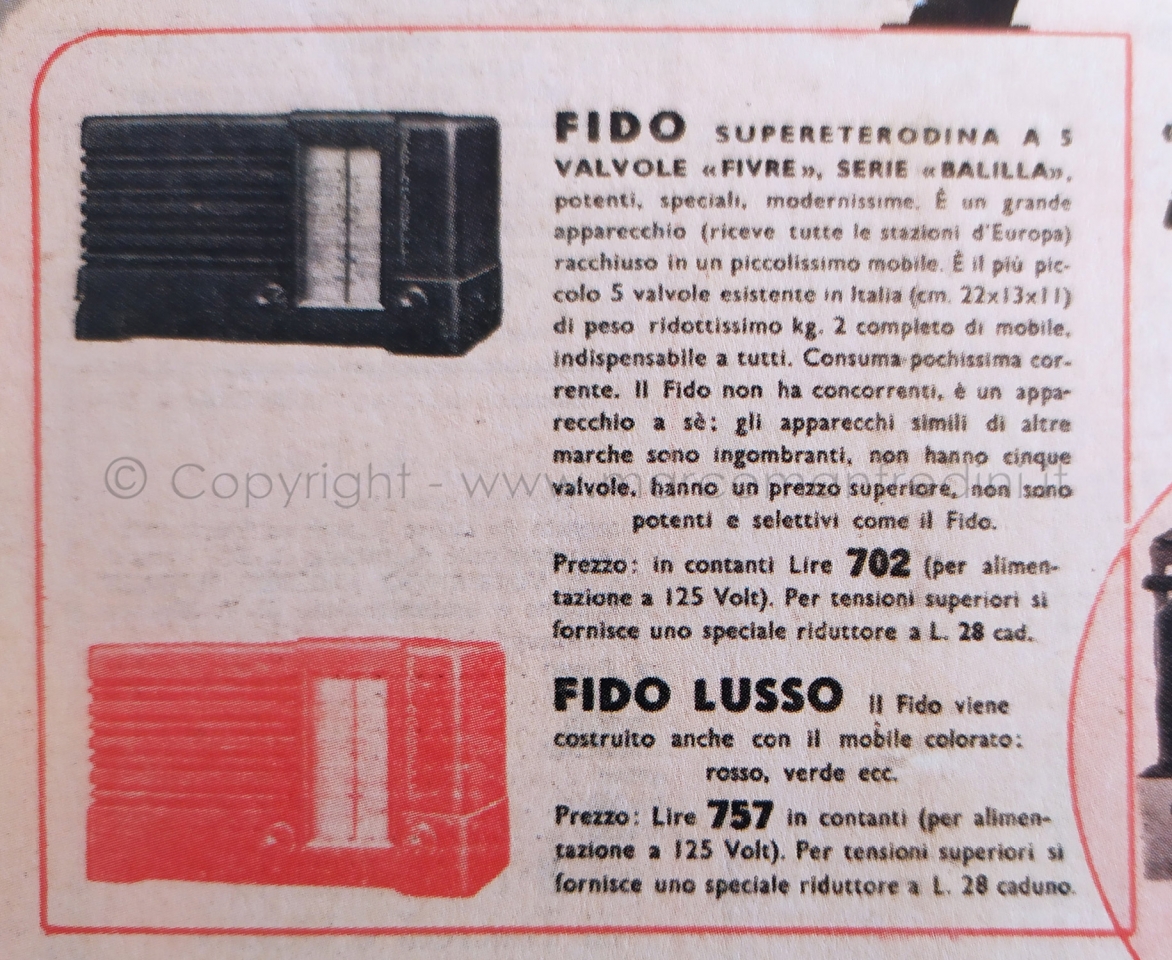 FIDO SUPERETERODINA A 5
VALVOLE «FIVRE», SERIE «BALILLA»,
potenti, speciali, modernissime. È un grande
apparecchio (riceve tutte le stazioni d'Europa)
racchiuso in un piccolissimo mobile. È il più pic-
colo 5 valvole esistente in Italia (cm. 22x13x11)
di peso ridottissimo kg. 2 completo di mobile,
indispensabile a tutti. Consuma pochissima cor-
rente. Il Fido non ha concorrenti, è un appa-
recchio a sè; gli apparecchi simili di altre
marche sono ingombranti, non hanno cinque
© Copyright - www.marcomanfredini.it
valvole, hanno un prezzo superiore, non sono
potenti e selettivi come il Fido.
Prezzo: in contanti Lire 702 (per alimen-
tazione a 125 Volt). Per tensioni superiori si
fornisce uno speciale riduttore a L. 28 cad.
FIDO LUSSO Il Fido viene
costruito anche con il mobile colorato:
rosso, verde ecc.
Prezzo: Lire 757 in contanti (per alimen-
tazione a 125 Volt). Per tensioni superiori si
fornisce uno speciale riduttore a L. 28 caduno.